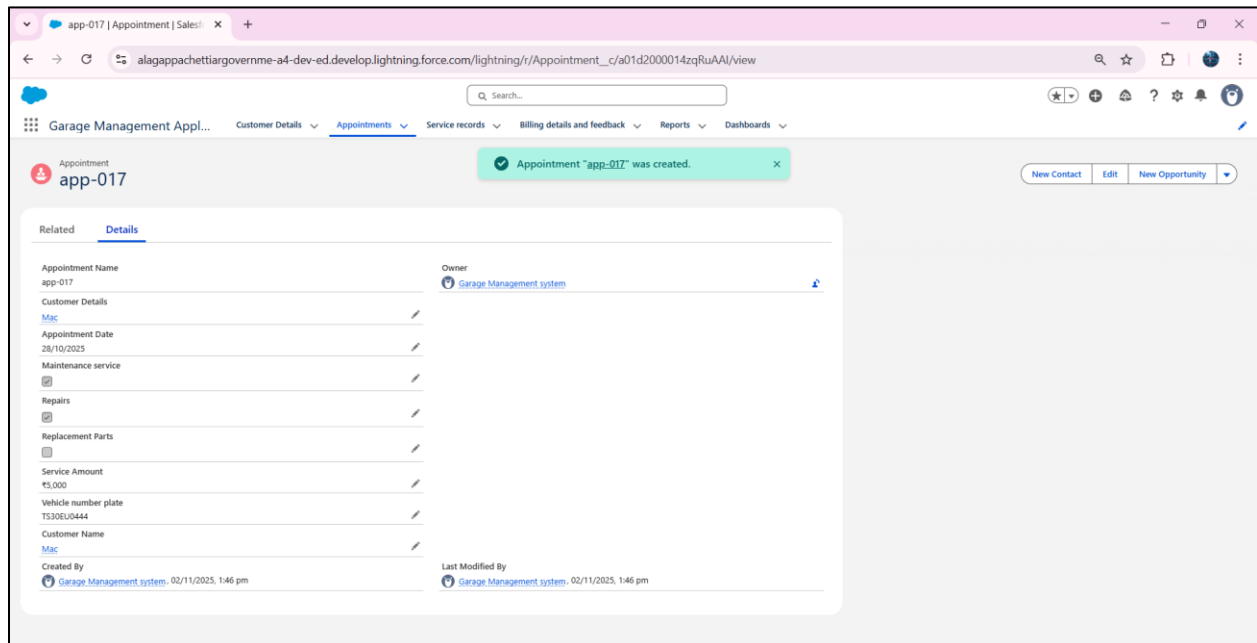 app-017 | Appointment | Salesf
alagappachettiargovernme-a4-dev-ed.develop.lightning.force.com/lightning/r/Appointment__c/a01d2000014zqRuAAI/view
Search...
Garage Management Appl... Customer Details Appointments Service records Billing details and feedback Reports Dashboards
Appointment
app-017
Appointment "app-017" was created.
New Contact Edit New Opportunity
Related Details
Appointment Name
app-017
Owner
Garage Management system
Customer Details
Mac
Appointment Date
28/10/2025
Maintenance service
Repairs
Replacement Parts
Service Amount
₹5,000
Vehicle number plate
TS30EU0444
Customer Name
Mac
Created By
Garage Management system, 02/11/2025, 1:46 pm
Last Modified By
Garage Management system, 02/11/2025, 1:46 pm